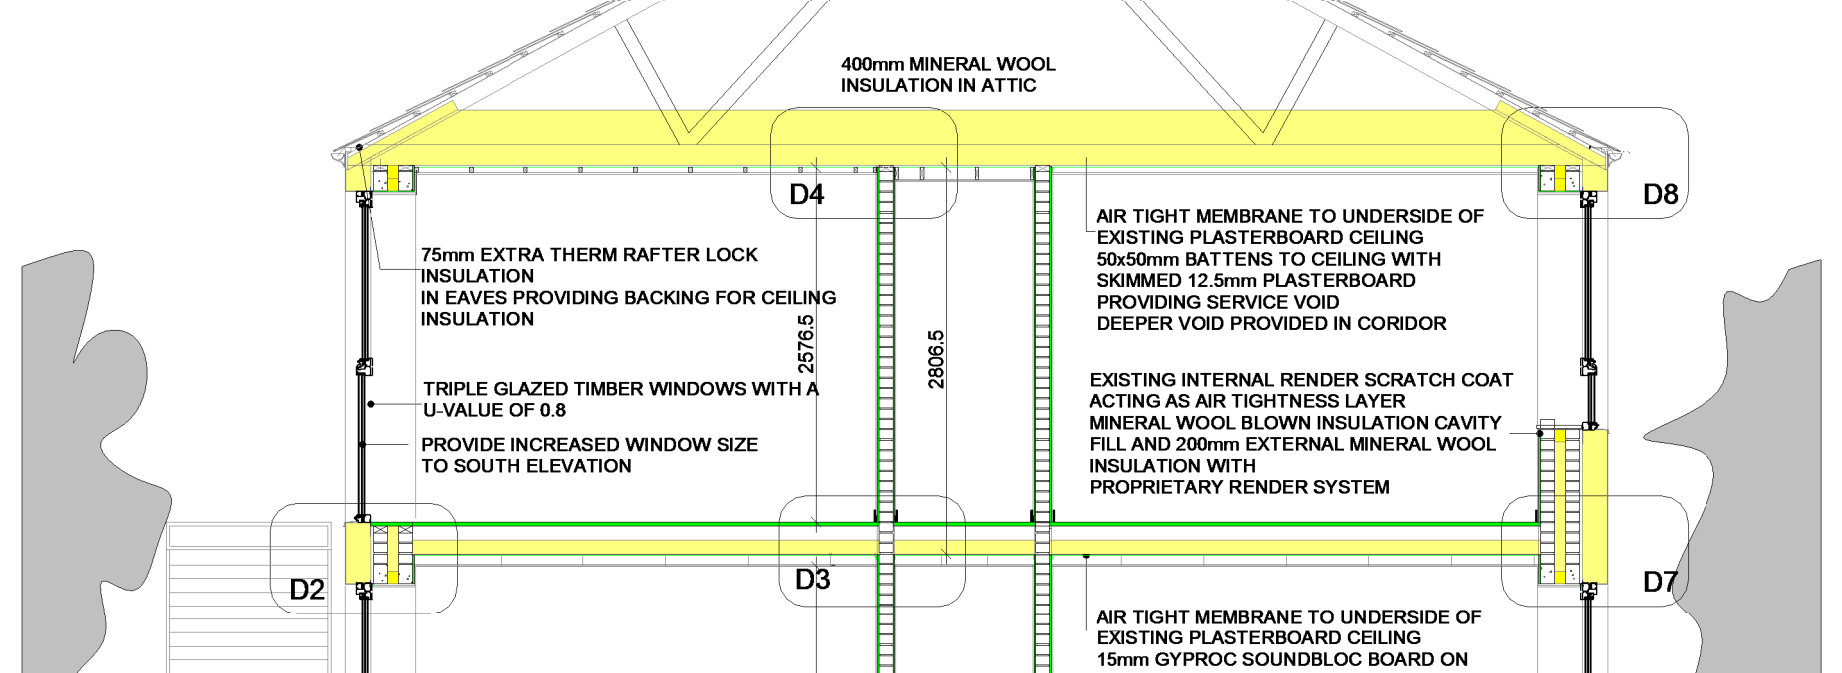 400mm MINERAL WOOL
INSULATION IN ATTIC
D4
D8
75mm EXTRA THERM RAFTER LOCK
INSULATION
IN EAVES PROVIDING BACKING FOR CEILING
INSULATION
AIR TIGHT MEMBRANE TO UNDERSIDE OF
EXISTING PLASTERBOARD CEILING
50x50mm BATTENS TO CEILING WITH
SKIMMED 12.5mm PLASTERBOARD
PROVIDING SERVICE VOID
DEEPER VOID PROVIDED IN CORIDOR
2576.5
2806.5
TRIPLE GLAZED TIMBER WINDOWS WITH A
U-VALUE OF 0.8
PROVIDE INCREASED WINDOW SIZE
TO SOUTH ELEVATION
EXISTING INTERNAL RENDER SCRATCH COAT
ACTING AS AIR TIGHTNESS LAYER
MINERAL WOOL BLOWN INSULATION CAVITY
FILL AND 200mm EXTERNAL MINERAL WOOL
INSULATION WITH
PROPRIETARY RENDER SYSTEM
D2
D3
D7
AIR TIGHT MEMBRANE TO UNDERSIDE OF
EXISTING PLASTERBOARD CEILING
15mm GYPROC SOUNDBLOC BOARD ON